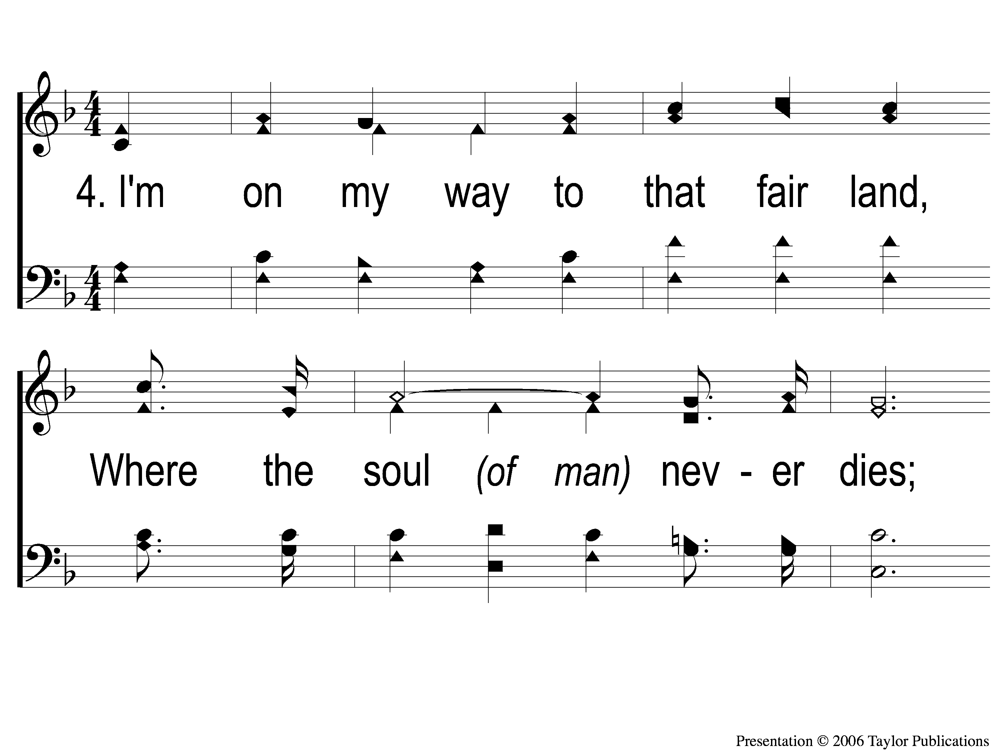 4. I'm on my way to that fair land,
Where the soul (of man) nev - er dies;
Presentation © 2006 Taylor Publications